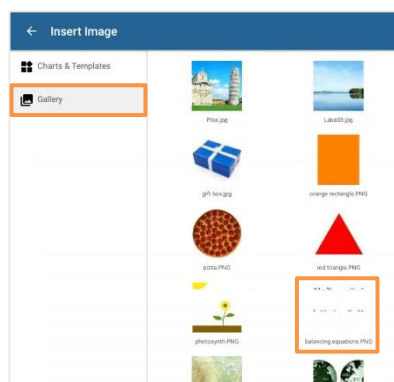 Insert Image
Charts & Templates
Gallery
Pisa.jpg
Lake03.jpg
gift box.jpg
orange rectangle.PNG
pizza.PNG
red triangle.PNG
photosynth.PNG
balancing equations.PNG